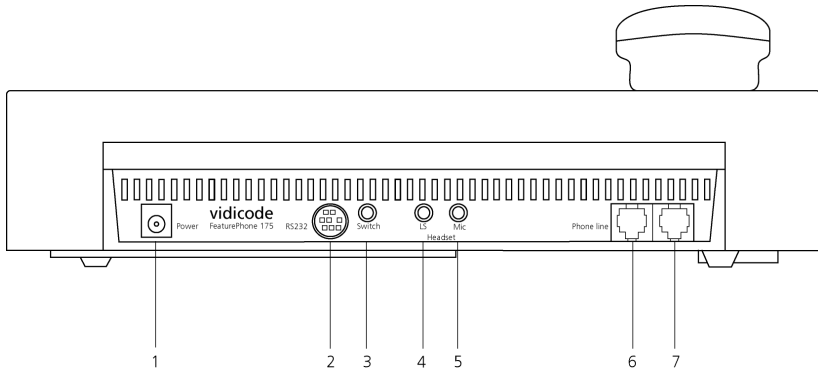 vidicode
Power FeaturePhone 175 RS232 Switch LS Mic Phone line
Headset
1 2 3 4 5 6 7